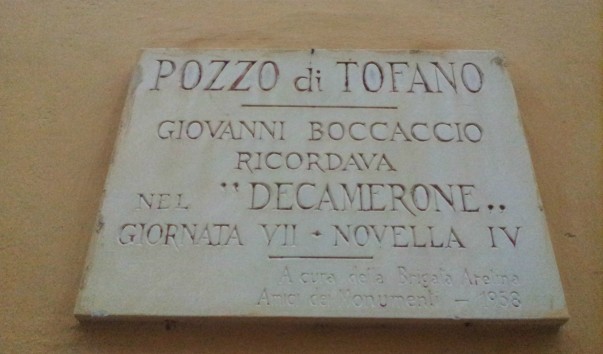 POZZO di TOFANO
GIOVANNI BOCCACCIO
RICORDAVA
NEL "DECAMERONE"
GIORNATA VII • NOVELLA IV
A cura della Brigata Aretina
Amici dei Monumenti – 1953